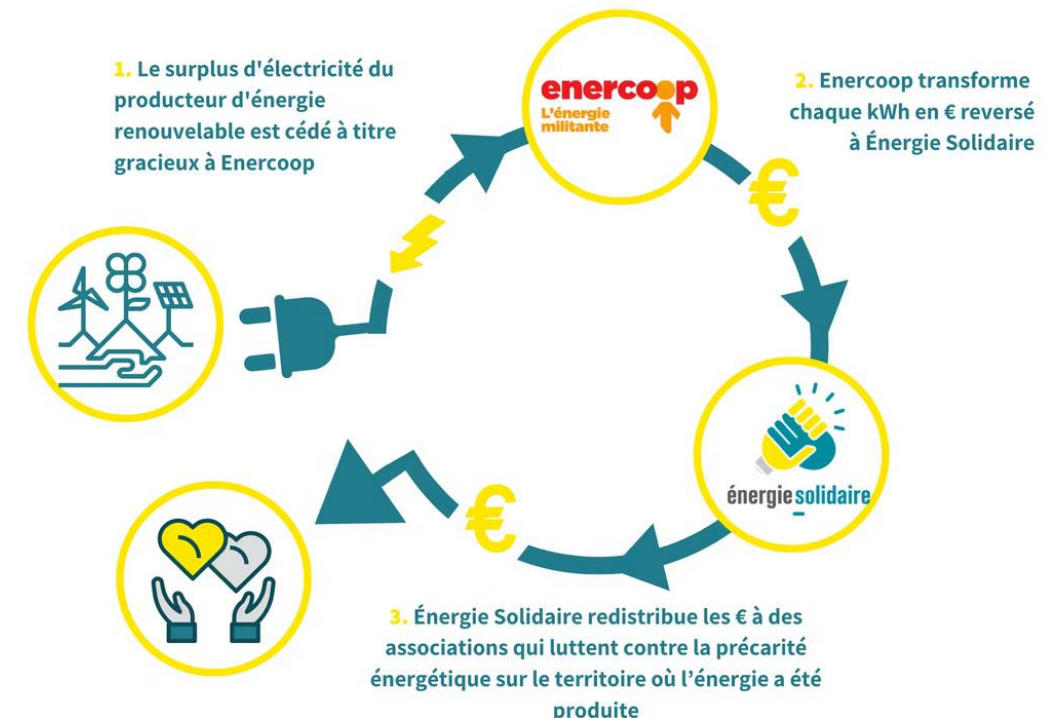 1. Le surplus d'électricité du
producteur d'énergie
renouvelable est cédé à titre
gracieux à Enercoop
enercoop
L'énergie
militante
2. Enercoop transforme
chaque kWh en € reversé
à Énergie Solidaire
€
énergie solidaire
€
3. Énergie Solidaire redistribue les € à des
associations qui luttent contre la précarité
énergétique sur le territoire où l’énergie a été
produite